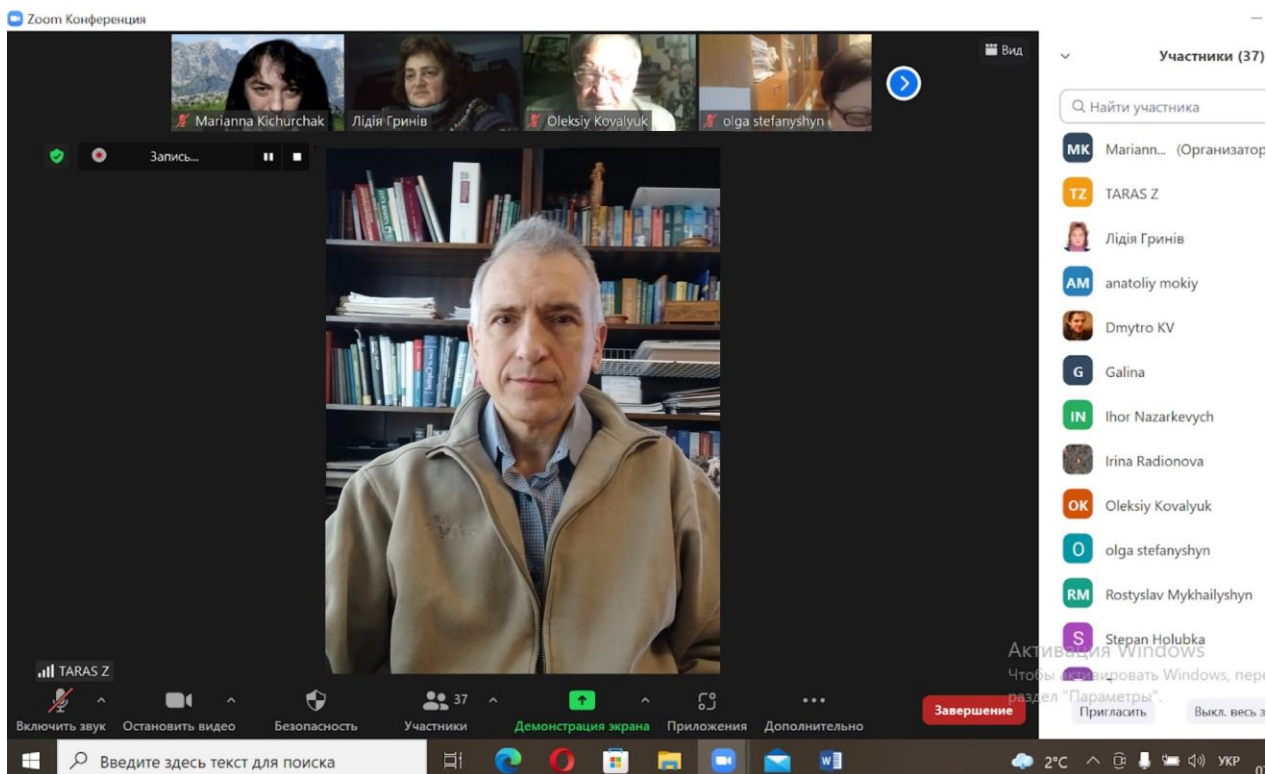 Zoom Конференция
Marianna Kichurchak
Лідія Гринів
Oleksiy Kovalyuk
olga stefanyshyn
Вид
Запись...
TARAS Z
Участники (37)
Найти участника
MK Mariann... (Организатор
TZ TARAS Z
Лідія Гринів
AM anatoliy mokiy
Dmytro KV
G Galina
IN Ihor Nazarkevych
Irina Radionova
OK Oleksiy Kovalyuk
O olga stefanyshyn
RM Rostyslav Mykhailyshyn
S Stepan Holubka
Активация Windows
Чтобы активировать Windows, пере
раздел "Параметры".
Пригласить Выкл. весь з
37
Включить звук Остановить видео Безопасность Участники Демонстрация экрана Приложения Дополнительно Завершение
Введите здесь текст для поиска
2°C УКР